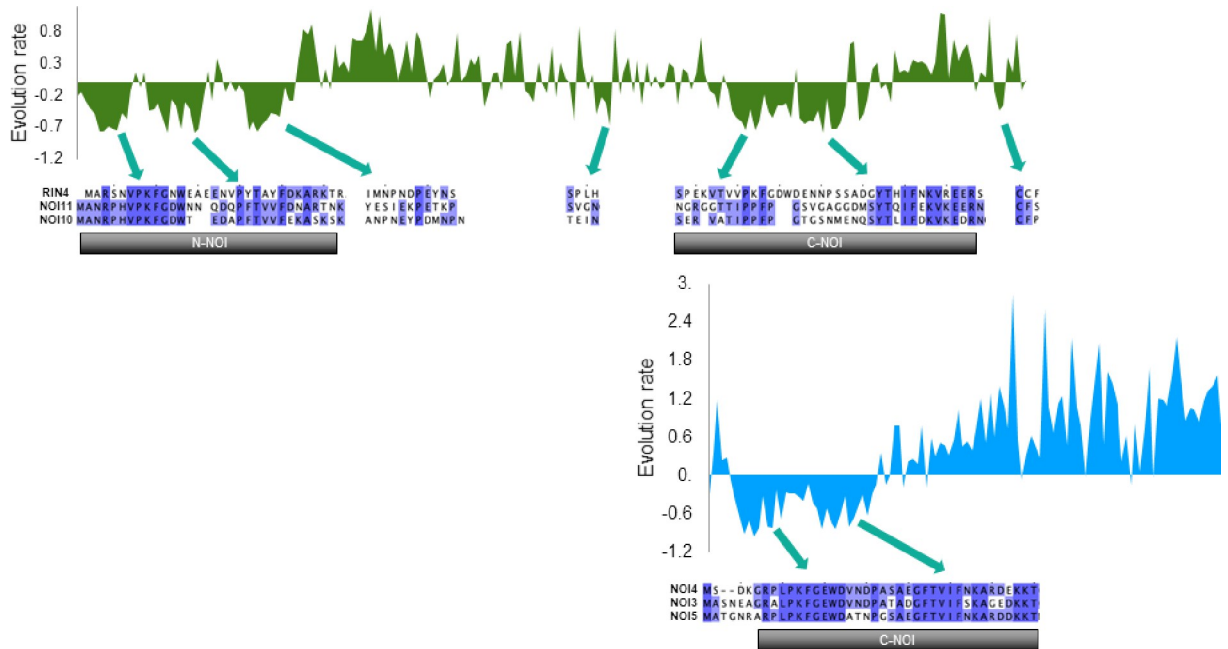 Evolution rate
0.8
0.3
-0.2
-0.7
-1.2
RIN4 MARSNVPKFGNWEAEENVPYTAYFDKARKTR IMNPNDPEYNS SPLH SPEKVTVVPKFGDWDENNPSSADGYTHIFNKVREERS CCF
NOI11 MANRPHVPKFGDWNN QDQPFTVVFDNARTNK YESIEKPETKP SVGN NGRGGTTIPPFP GSVGAGGDMSYTQIFEKVKEERN CFS
NOI10 MANRPHVPKFGDWT EDAPFTVVFEKASKSK ANPNEYPDMNPN TEIN SER VATIPPFP GTGSNMENQSYTLIFDKVKEDRN CFP
N-NOI C-NOI
Evolution rate
3.
2.4
1.8
1.2
0.6
0.
-0.6
-1.2
NOI4 MS--DKGRPLPKFGEWDVNDPASAEGFTVIFNKARDEKKT
NOI3 MASNEAGRALPKFGEWDVNDPATADGFTVIFSKAGEDKKT
NOI5 MATGNRARPLPKFGEWDATNPGSAEGFTVIFNKARDDKKT
C-NOI